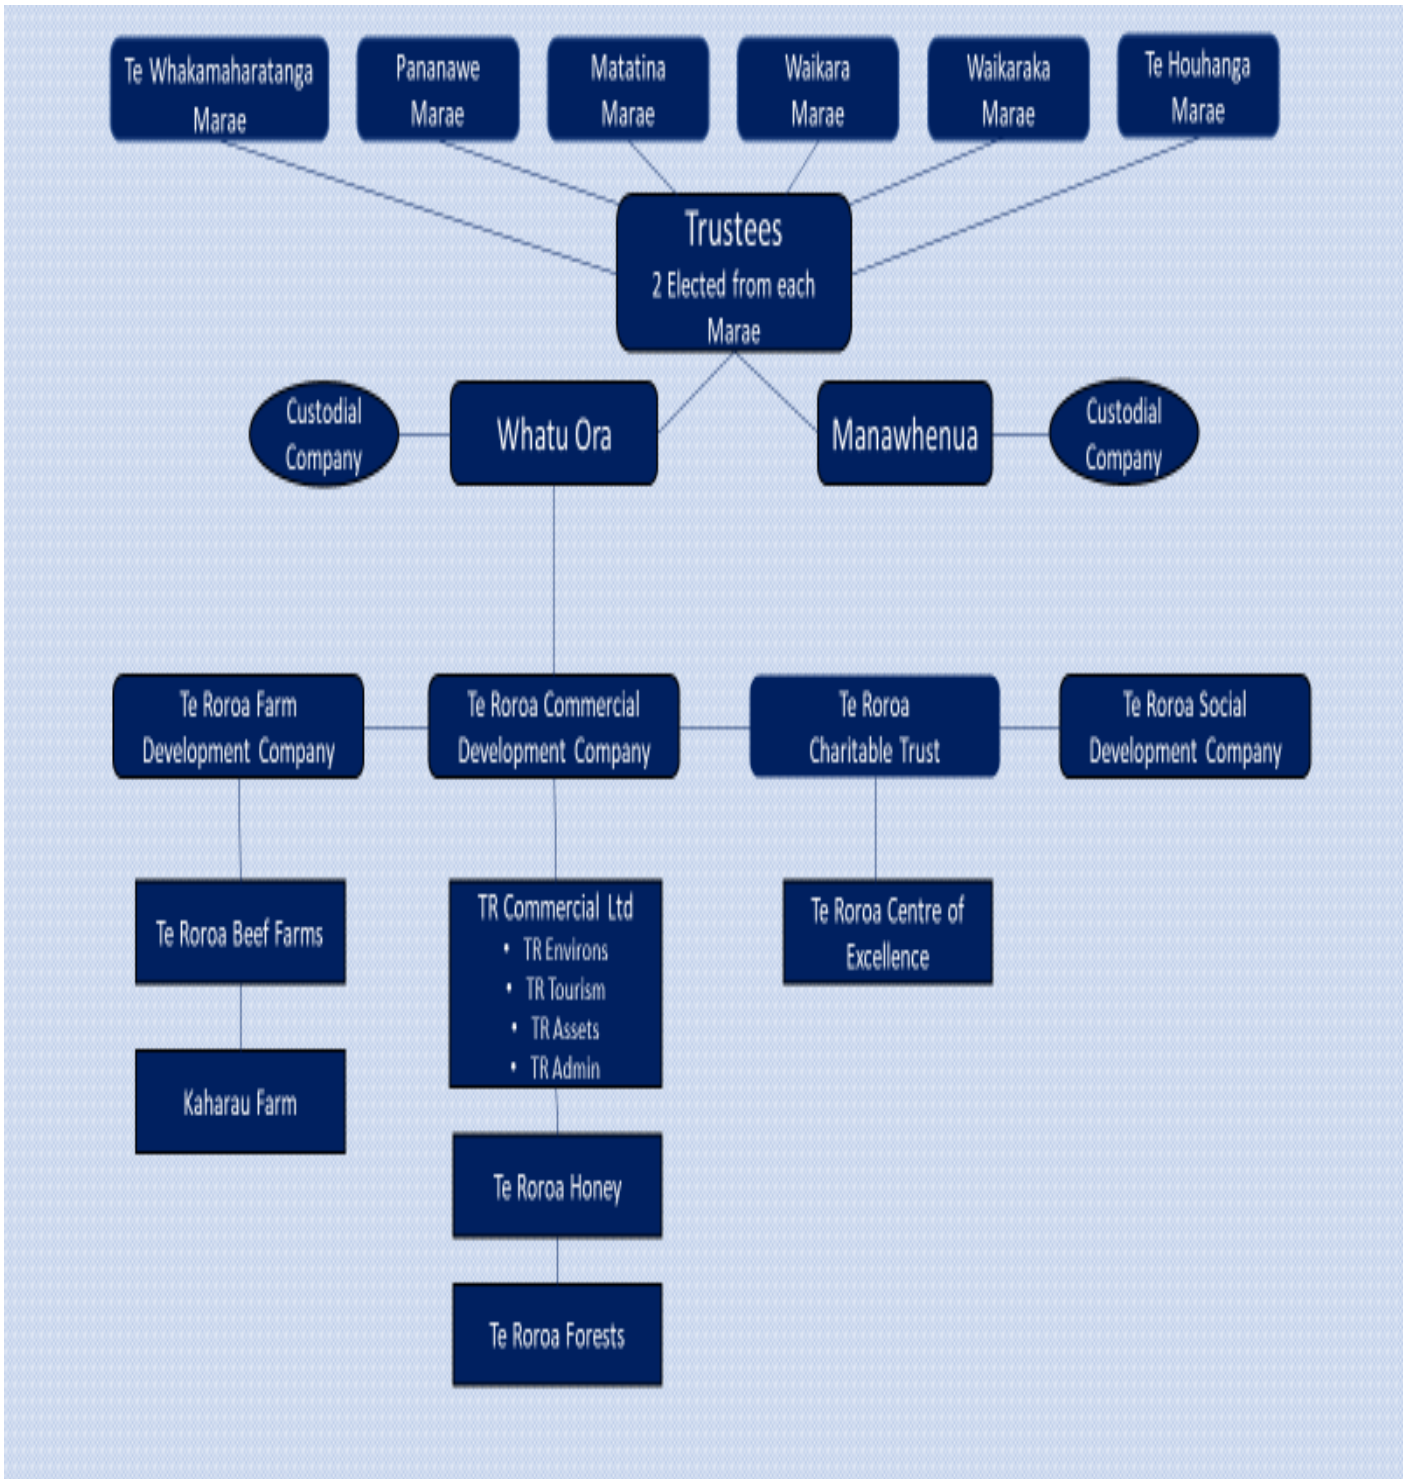 Te Whakamaharatanga
Marae
Pananawe
Marae
Matatina
Marae
Waikara
Marae
Waikaraka
Marae
Te Houhanga
Marae
Trustees
2 Elected from each
Marae
Custodial
Company
Whatu Ora
Manawhenua
Custodial
Company
Te Roroa Farm
Development Company
Te Roroa Commercial
Development Company
Te Roroa
Charitable Trust
Te Roroa Social
Development Company
Te Roroa Beef Farms
Kaharau Farm
TR Commercial Ltd
• TR Environs
• TR Tourism
• TR Assets
• TR Admin
Te Roroa Honey
Te Roroa Forests
Te Roroa Centre of
Excellence